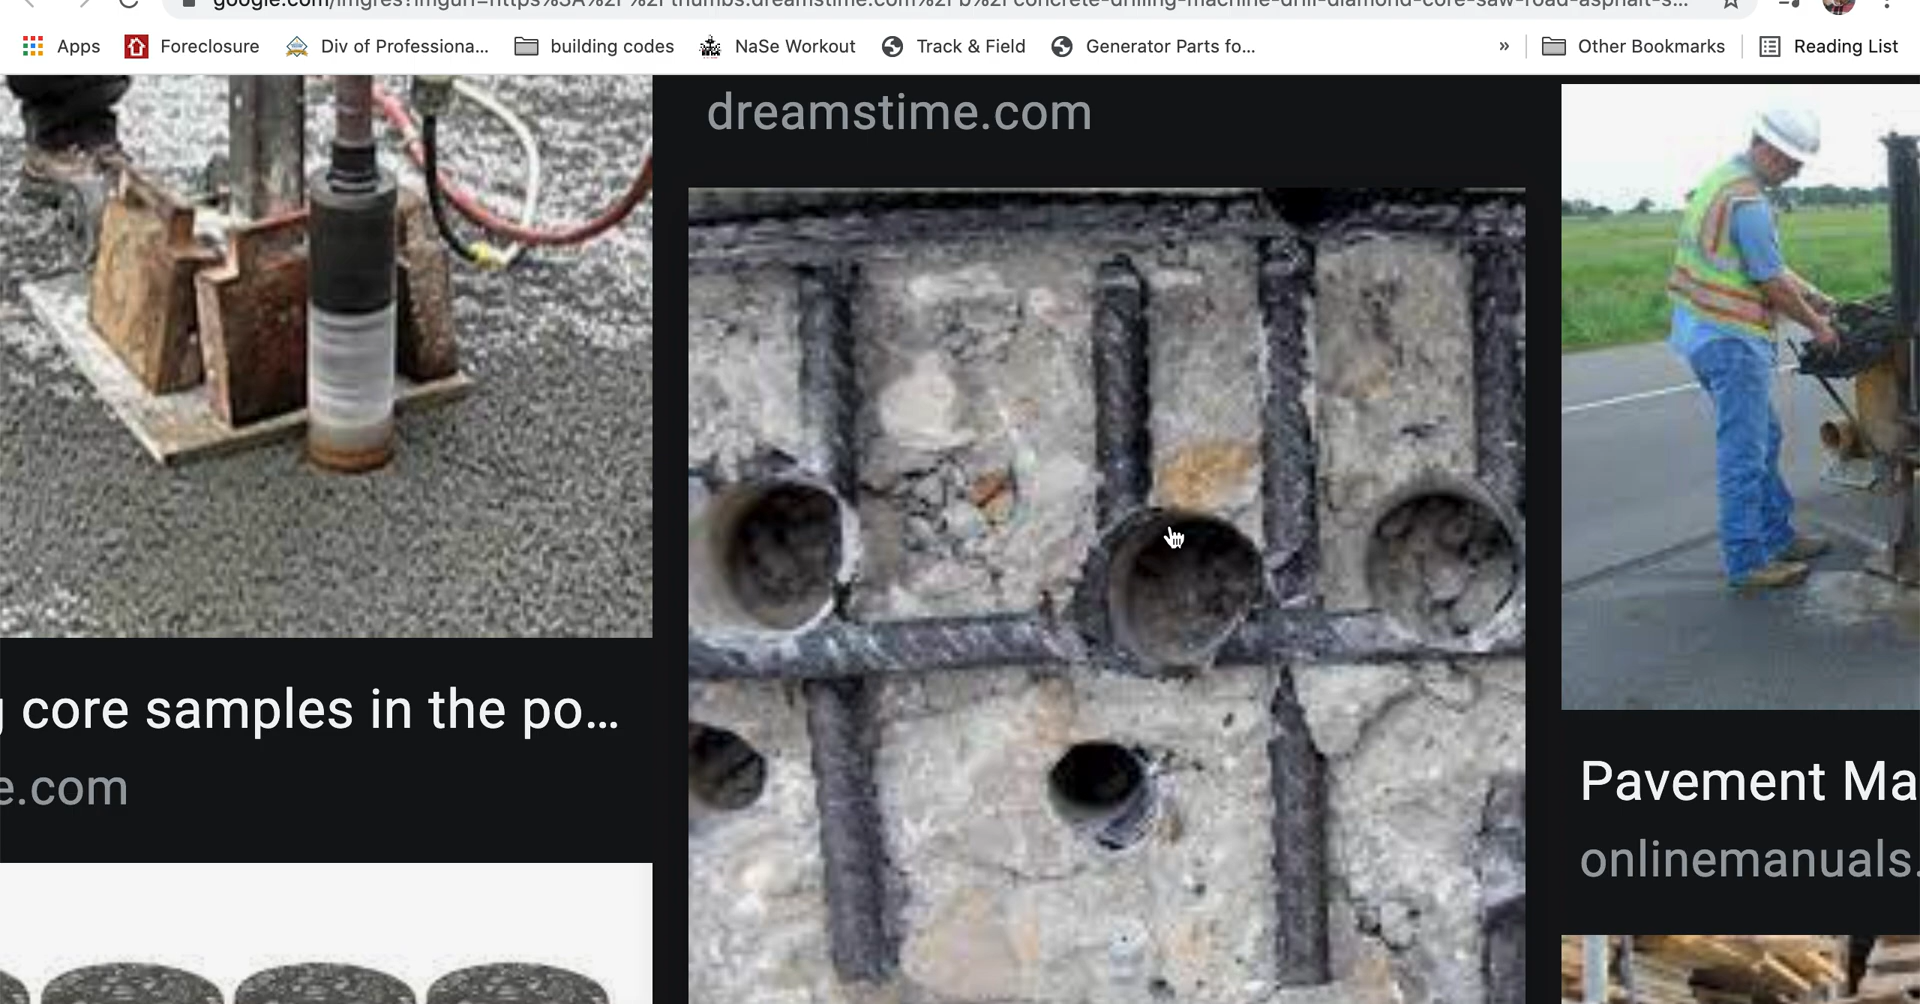 Apps Foreclosure Div of Professiona... building codes NaSe Workout Track & Field Generator Parts fo... » Other Bookmarks Reading List
dreamstime.com
core samples in the po...
e.com
Pavement Ma
onlinemanuals.